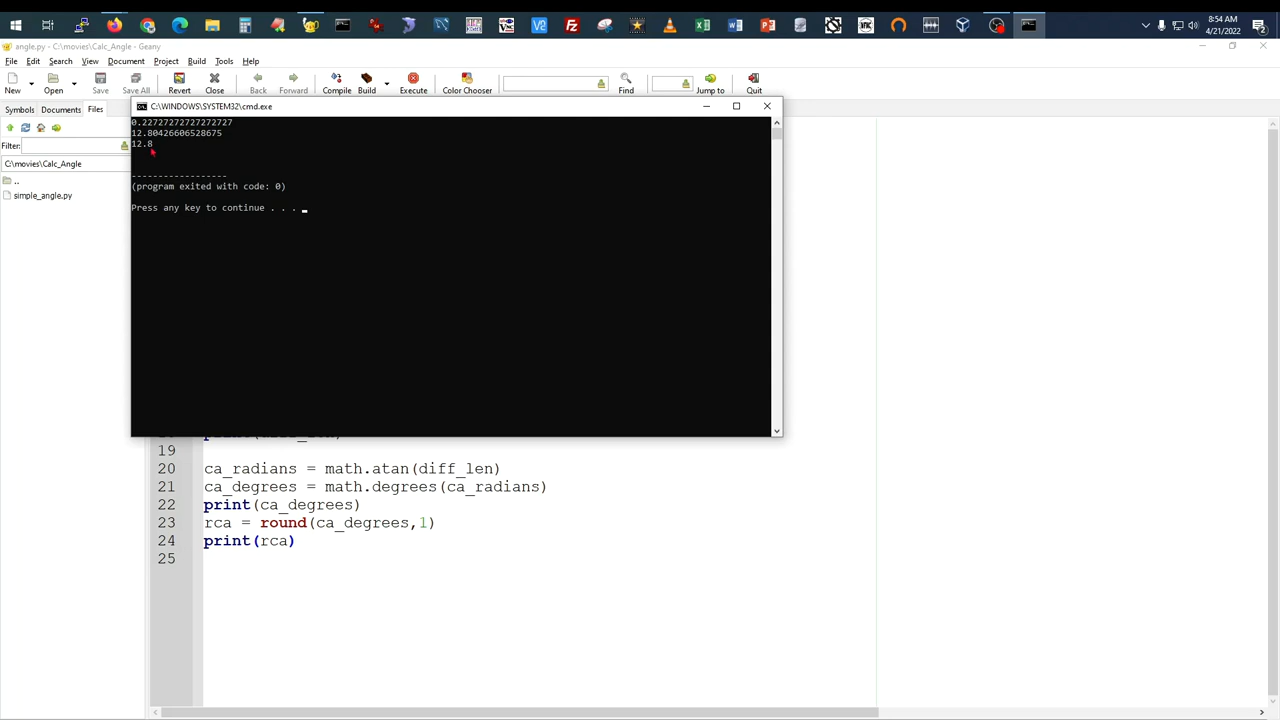 8:54 AM
4/21/2022
angle.py - C:\movies\Calc_Angle - Geany
File Edit Search View Document Project Build Tools Help
New Open Save Save All Revert Close Back Forward Compile Build Execute Color Chooser Find Jump to Quit
Symbols Documents Files
C:\WINDOWS\SYSTEM32\cmd.exe
0.22727272727272727
12.80426606528675
12.8
------------------
(program exited with code: 0)
Press any key to continue . . .
Filter:
C:\movies\Calc_Angle
..
simple_angle.py
19
20 ca_radians = math.atan(diff_len)
21 ca_degrees = math.degrees(ca_radians)
22 print(ca_degrees)
23 rca = round(ca_degrees,1)
24 print(rca)
25